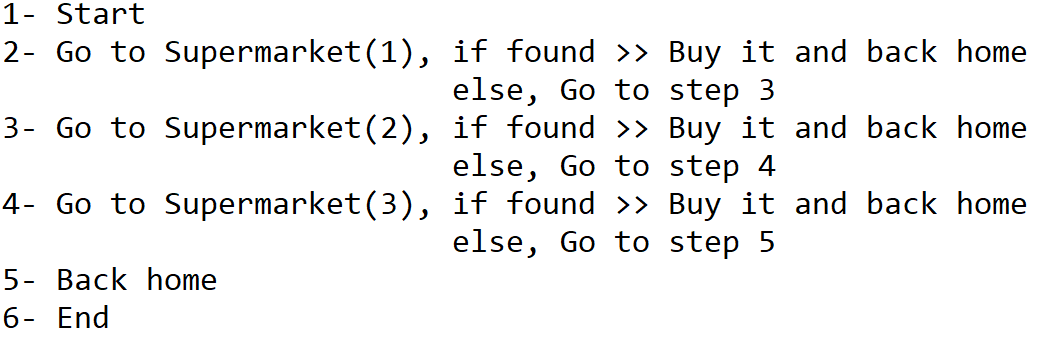 1- Start
2- Go to Supermarket(1), if found >> Buy it and back home
else, Go to step 3
3- Go to Supermarket(2), if found >> Buy it and back home
else, Go to step 4
4- Go to Supermarket(3), if found >> Buy it and back home
else, Go to step 5
5- Back home
6- End